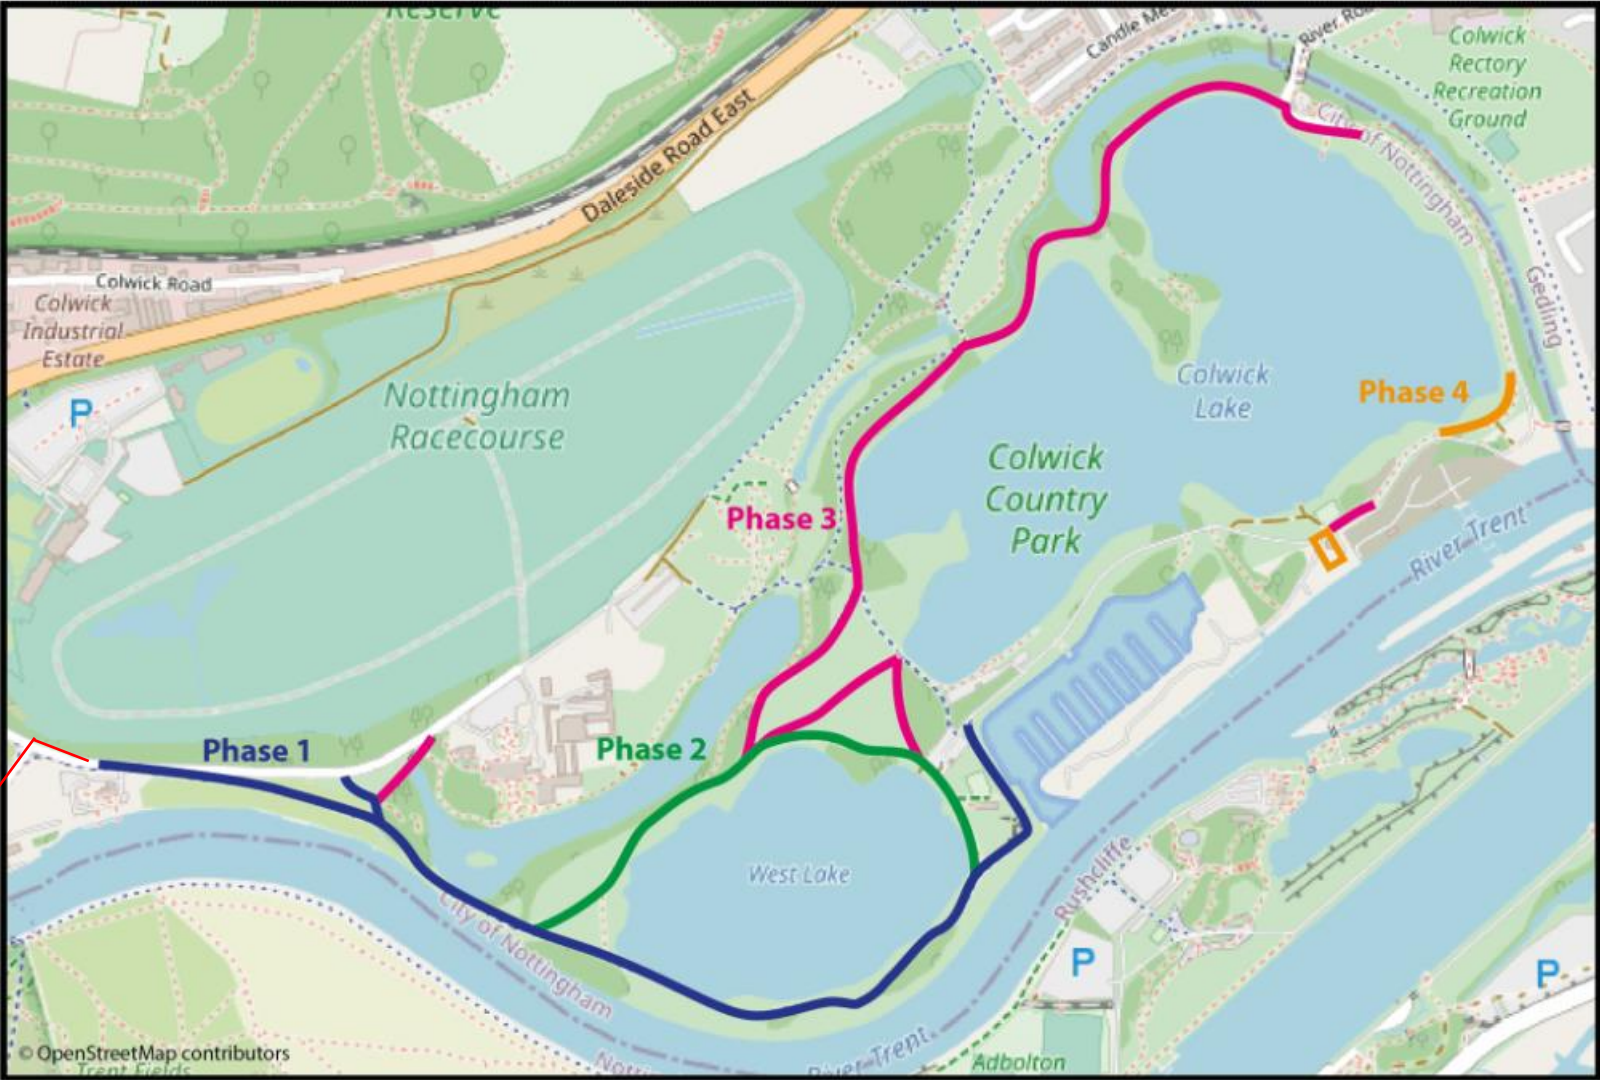 Reserve
Candle Me
River Ro
Colwick
Rectory
Recreation
Ground
City of Nottingham
Daleside Road East
Colwick Road
Colwick
Industrial
Estate
P
Nottingham
Racecourse
Gedling
Colwick
Lake
Phase 4
Colwick
Country
Park
Phase 3
River Trent
Phase 1
Phase 2
West Lake
Rushcliffe
City of Nottingham
P
P
© OpenStreetMap contributors
Trent Fields
River Trent
Adbolton